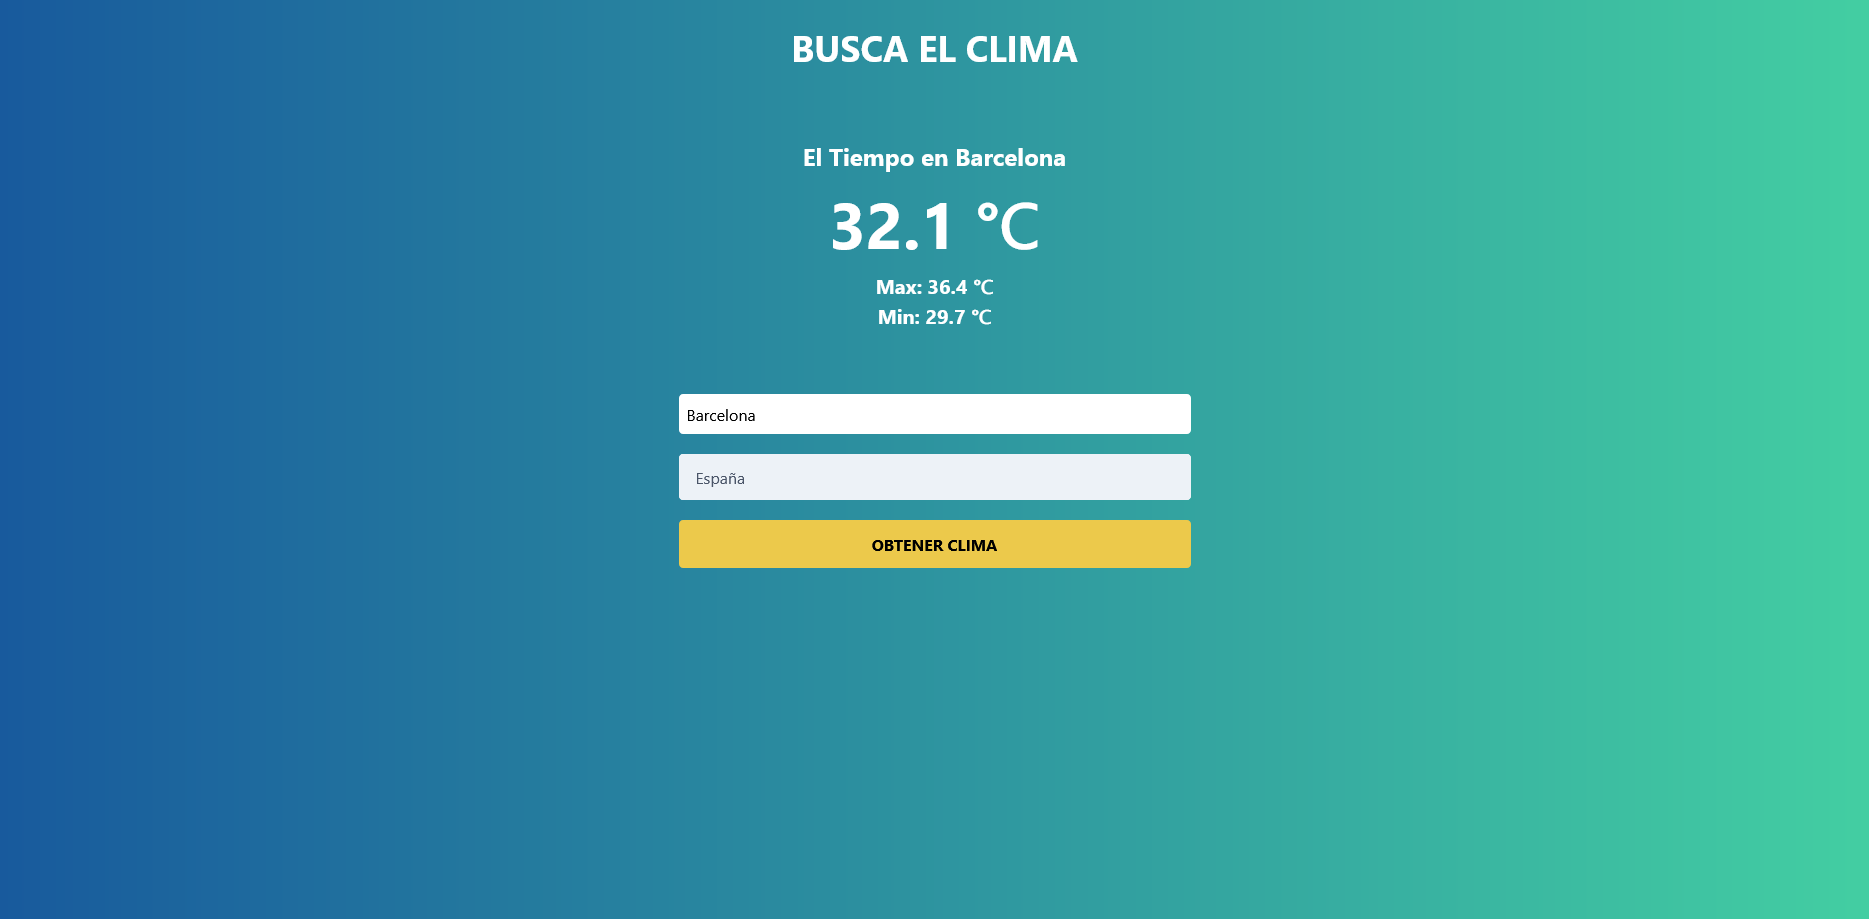 BUSCA EL CLIMA
El Tiempo en Barcelona
32.1 ℃
Max: 36.4 ℃
Min: 29.7 ℃
Barcelona
España
OBTENER CLIMA